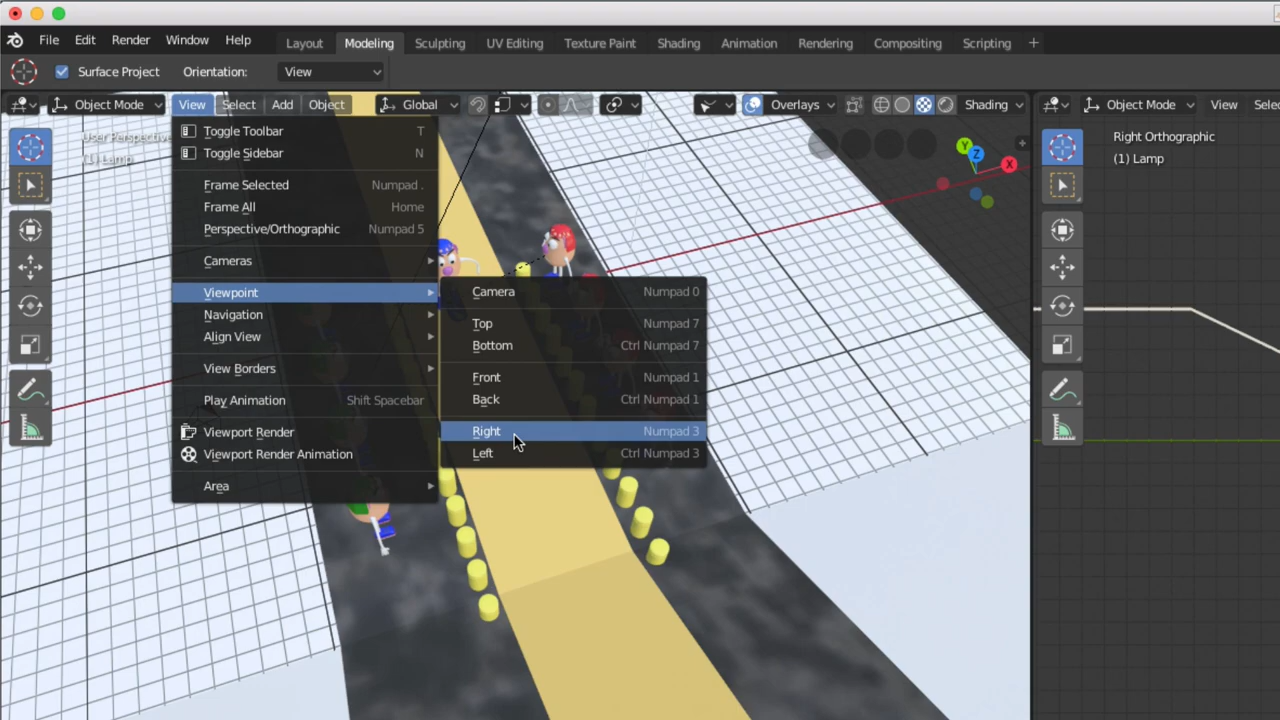 File Edit Render Window Help Layout Modeling Sculpting UV Editing Texture Paint Shading Animation Rendering Compositing Scripting +
Surface Project Orientation: View
Object Mode View Select Add Object Global Overlays Shading Object Mode View
User Perspective
(1) Lamp
Right Orthographic
(1) Lamp
Y
Z
X
Toggle Toolbar T
Toggle Sidebar N
Frame Selected Numpad .
Frame All Home
Perspective/Orthographic Numpad 5
Cameras
Viewpoint
Navigation
Align View
View Borders
Play Animation Shift Spacebar
Viewport Render
Viewport Render Animation
Area
Camera Numpad 0
Top Numpad 7
Bottom Ctrl Numpad 7
Front Numpad 1
Back Ctrl Numpad 1
Right Numpad 3
Left Ctrl Numpad 3